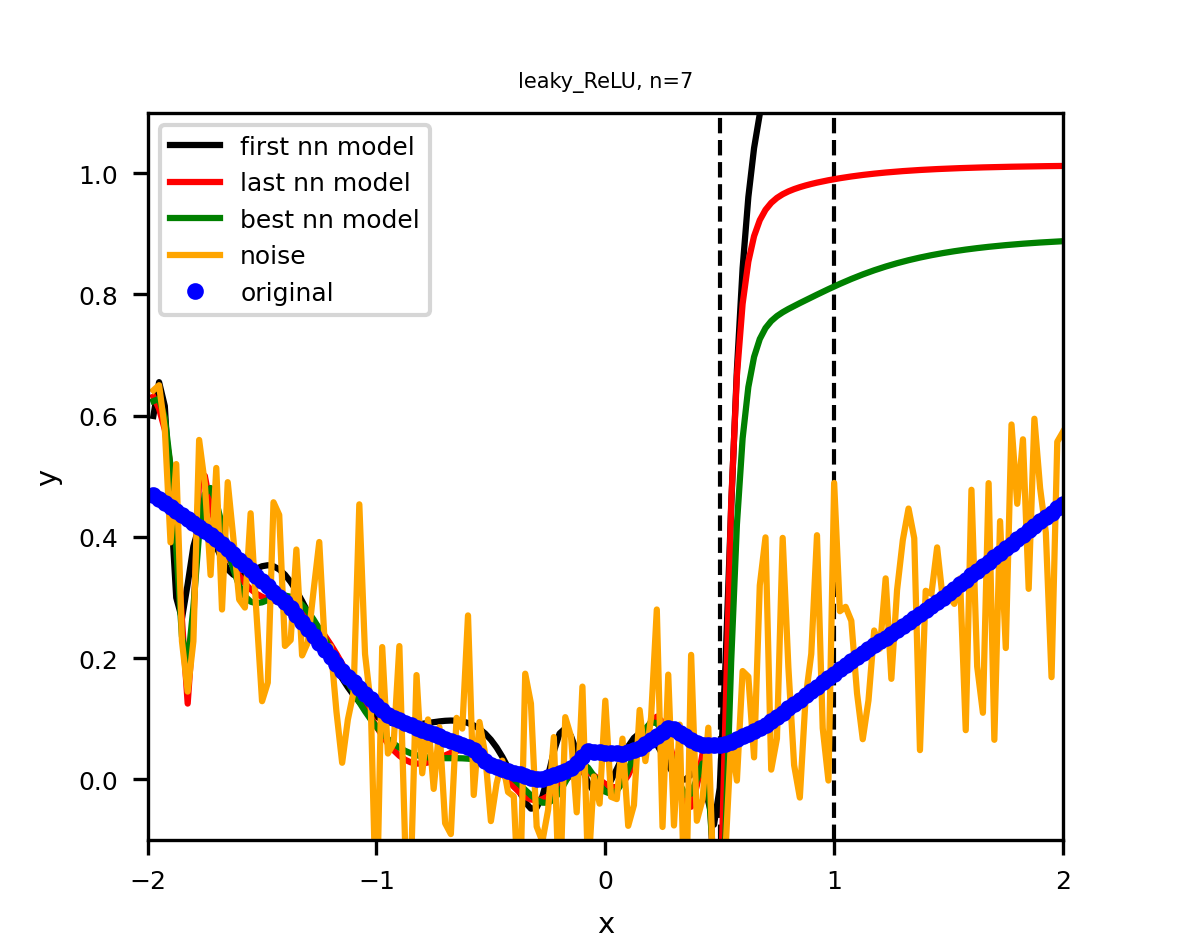 leaky_ReLU, n=7
first nn model
last nn model
best nn model
noise
original
1.0
0.8
0.6
0.4
0.2
0.0
y
−2
−1
0
1
2
x